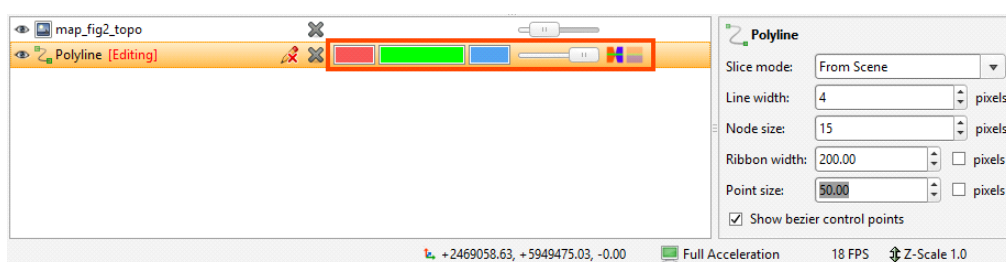 map_fig2_topo
Polyline [Editing]
Polyline
Slice mode: From Scene
Line width: 4 pixels
Node size: 15 pixels
Ribbon width: 200.00 pixels
Point size: 50.00 pixels
Show bezier control points
+2469058.63, +5949475.03, -0.00 Full Acceleration 18 FPS Z-Scale 1.0